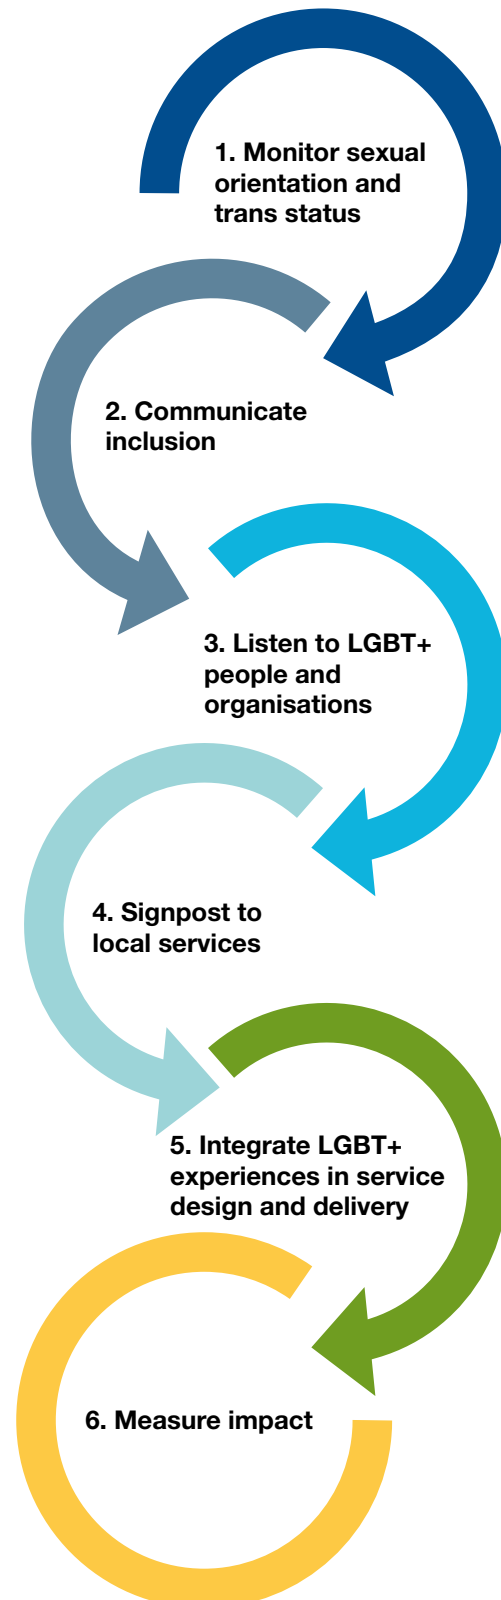 1. Monitor sexual
orientation and
trans status
2. Communicate
inclusion
3. Listen to LGBT+
people and
organisations
4. Signpost to
local services
5. Integrate LGBT+
experiences in service
design and delivery
6. Measure impact